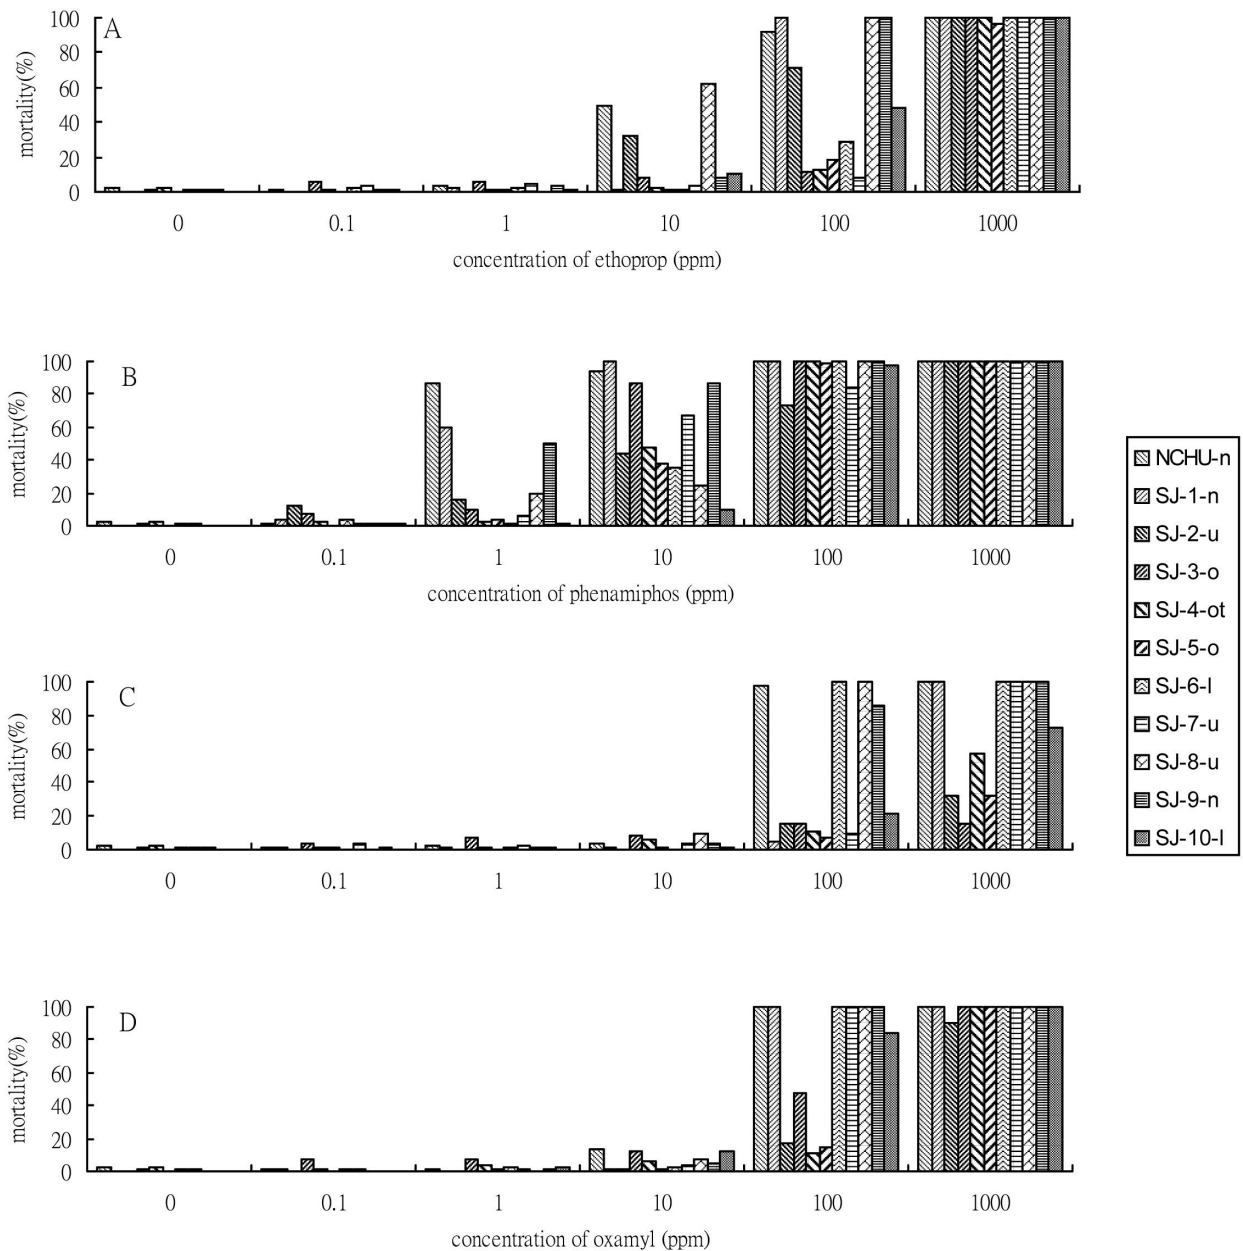 A
100
80
60
40
20
0
mortality(%)
0 0.1 1 10 100 1000
concentration of ethoprop (ppm)
B
100
80
60
40
20
0
mortality(%)
0 0.1 1 10 100 1000
concentration of phenamiphos (ppm)
C
100
80
60
40
20
0
mortality(%)
0 0.1 1 10 100 1000
D
100
80
60
40
20
0
mortality(%)
0 0.1 1 10 100 1000
concentration of oxamyl (ppm)
NCHU-n
SJ-1-n
SJ-2-u
SJ-3-o
SJ-4-ot
SJ-5-o
SJ-6-l
SJ-7-u
SJ-8-u
SJ-9-n
SJ-10-l